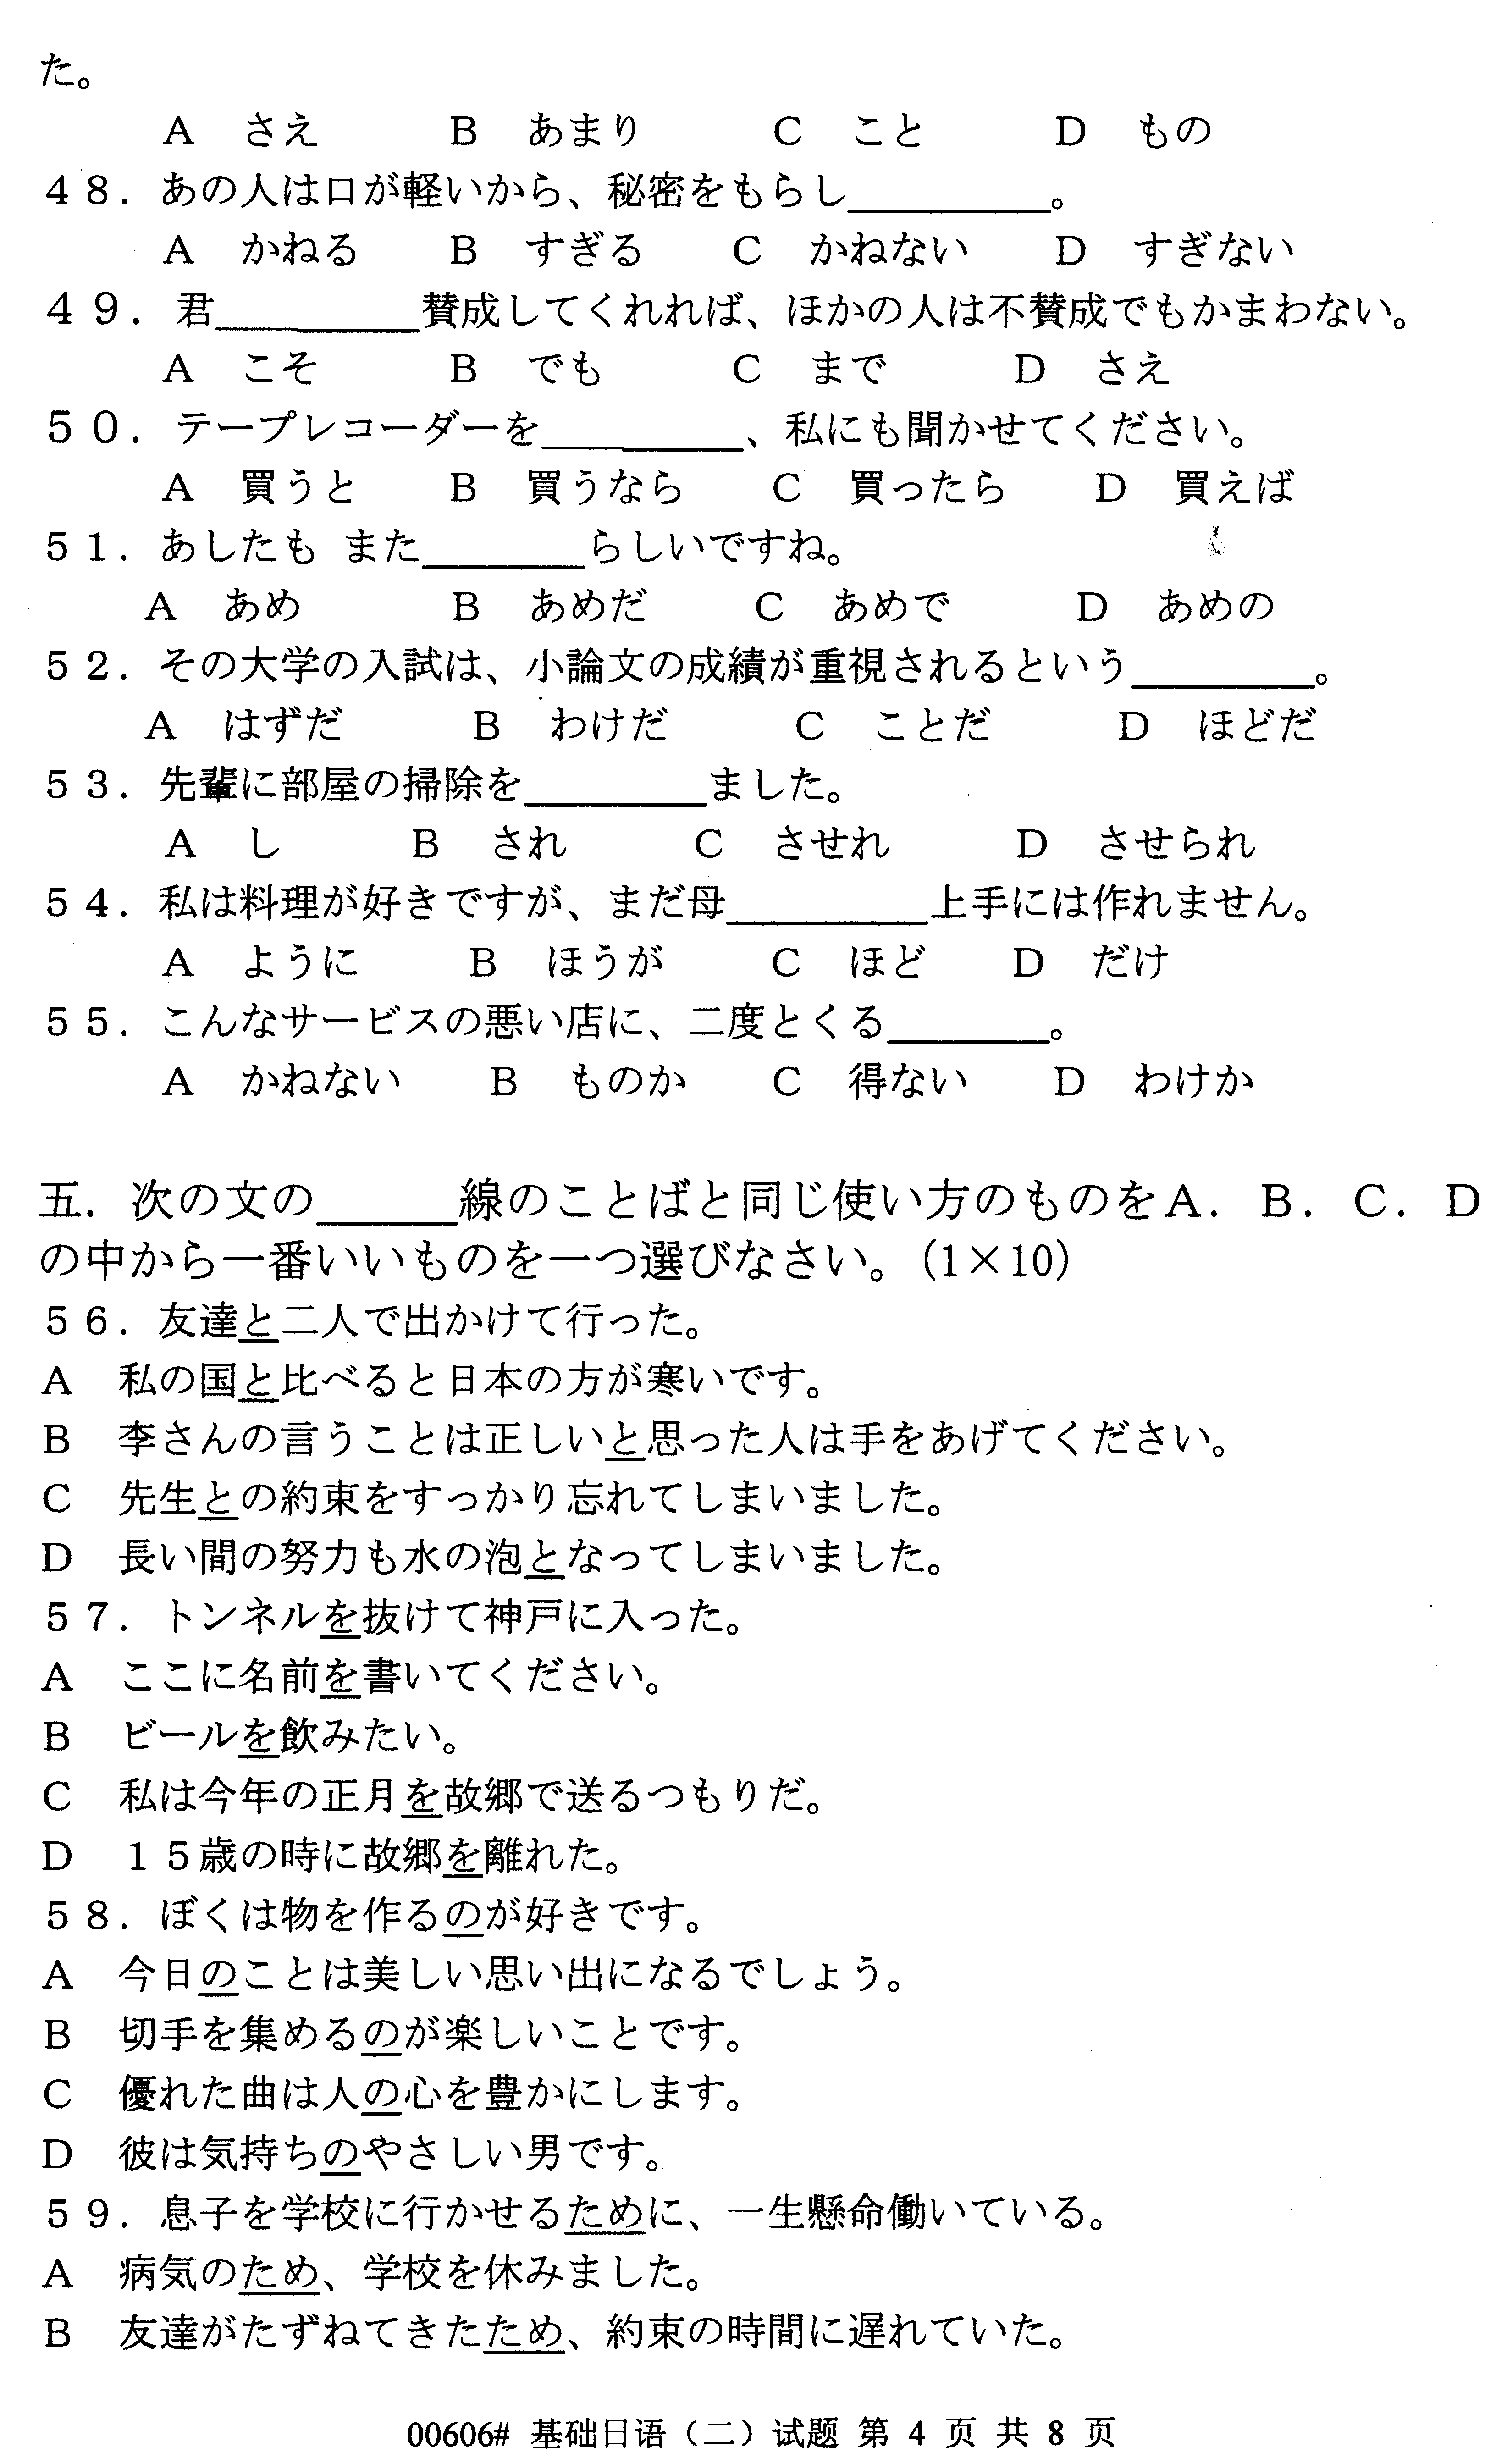 た。
A さえ B あまり C こと D もの
４８．あの人は口が軽いから、秘密をもらし＿＿＿＿＿。
A かねる B すぎる C かねない D すぎない
４９．君＿＿＿＿＿賛成してくれれば、ほかの人は不賛成でもかまわない。
A こそ B でも C まで D さえ
５０．テープレコーダーを＿＿＿＿＿、私にも聞かせてください。
A 買うと B 買うなら C 買ったら D 買えば
５１．あしたも また＿＿＿＿らしいですね。
A あめ B あめだ C あめで D あめの
５２．その大学の入試は、小論文の成績が重視されるという＿＿＿＿＿。
A はずだ B わけだ C ことだ D ほどだ
５３．先輩に部屋の掃除を＿＿＿＿＿ました。
A し B され C させれ D させられ
５４．私は料理が好きですが、まだ母＿＿＿＿＿上手には作れません。
A ように B ほうが C ほど D だけ
５５．こんなサービスの悪い店に、二度とくる＿＿＿＿。
A かねない B ものか C 得ない D わけか
五．次の文の＿＿＿線のことばと同じ使い方のものをA．B．C．D
の中から一番いいものを一つ選びなさい。（1×10）
５６．友達と二人で出かけて行った。
A 私の国と比べると日本の方が寒いです。
B 李さんの言うことは正しいと思った人は手をあげてください。
C 先生との約束をすっかり忘れてしまいました。
D 長い間の努力も水の泡となってしまいました。
５７．トンネルを抜けて神戸に入った。
A ここに名前を書いてください。
B ビールを飲みたい。
C 私は今年の正月を故郷で送るつもりだ。
D １５歳の時に故郷を離れた。
５８．ぼくは物を作るのが好きです。
A 今日のことは美しい思い出になるでしょう。
B 切手を集めるのが楽しいことです。
C 優れた曲は人の心を豊かにします。
D 彼は気持ちのやさしい男です。
５９．息子を学校に行かせるために、一生懸命働いている。
A 病気のため、学校を休みました。
B 友達がたずねてきたため、約束の時間に遅れていた。
00606# 基础日语（二）试题 第 4 页 共 8 页